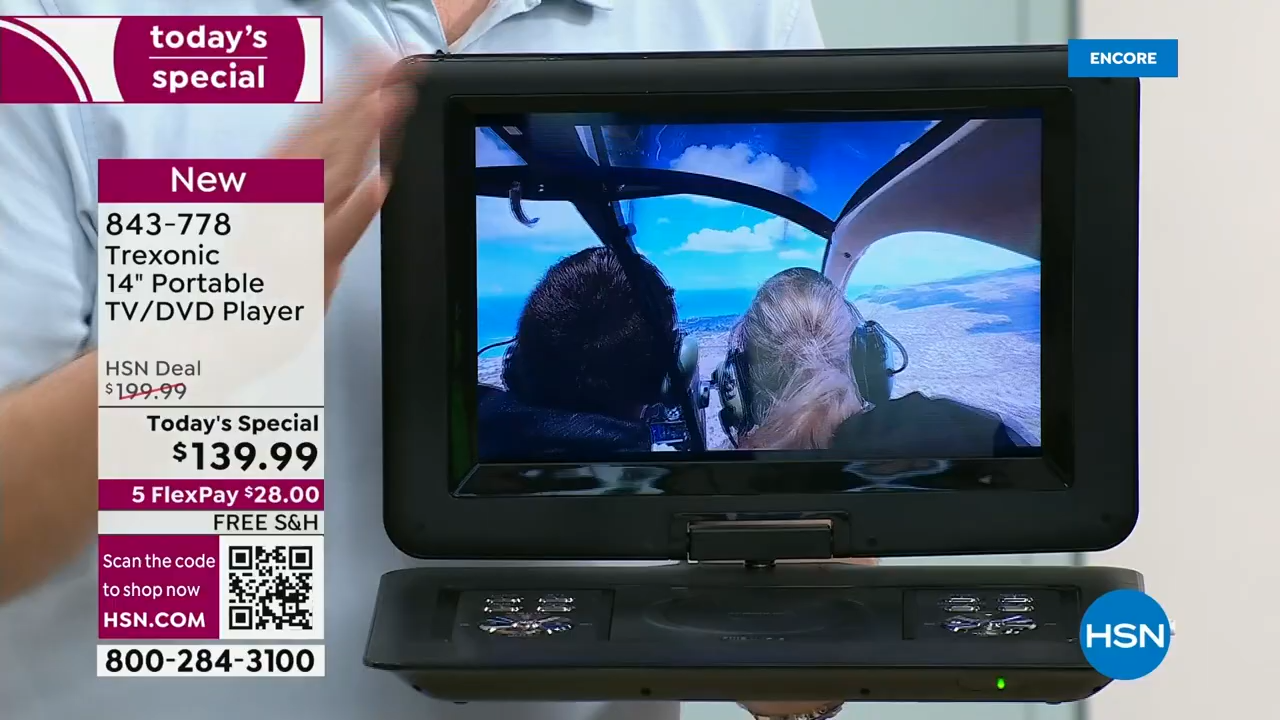 today's
special
ENCORE
New
843-778
Trexonic
14" Portable
TV/DVD Player
HSN Deal
$199.99
Today's Special
$139.99
5 FlexPay $28.00
FREE S&H
Scan the code
to shop now
HSN.COM
800-284-3100
HSN